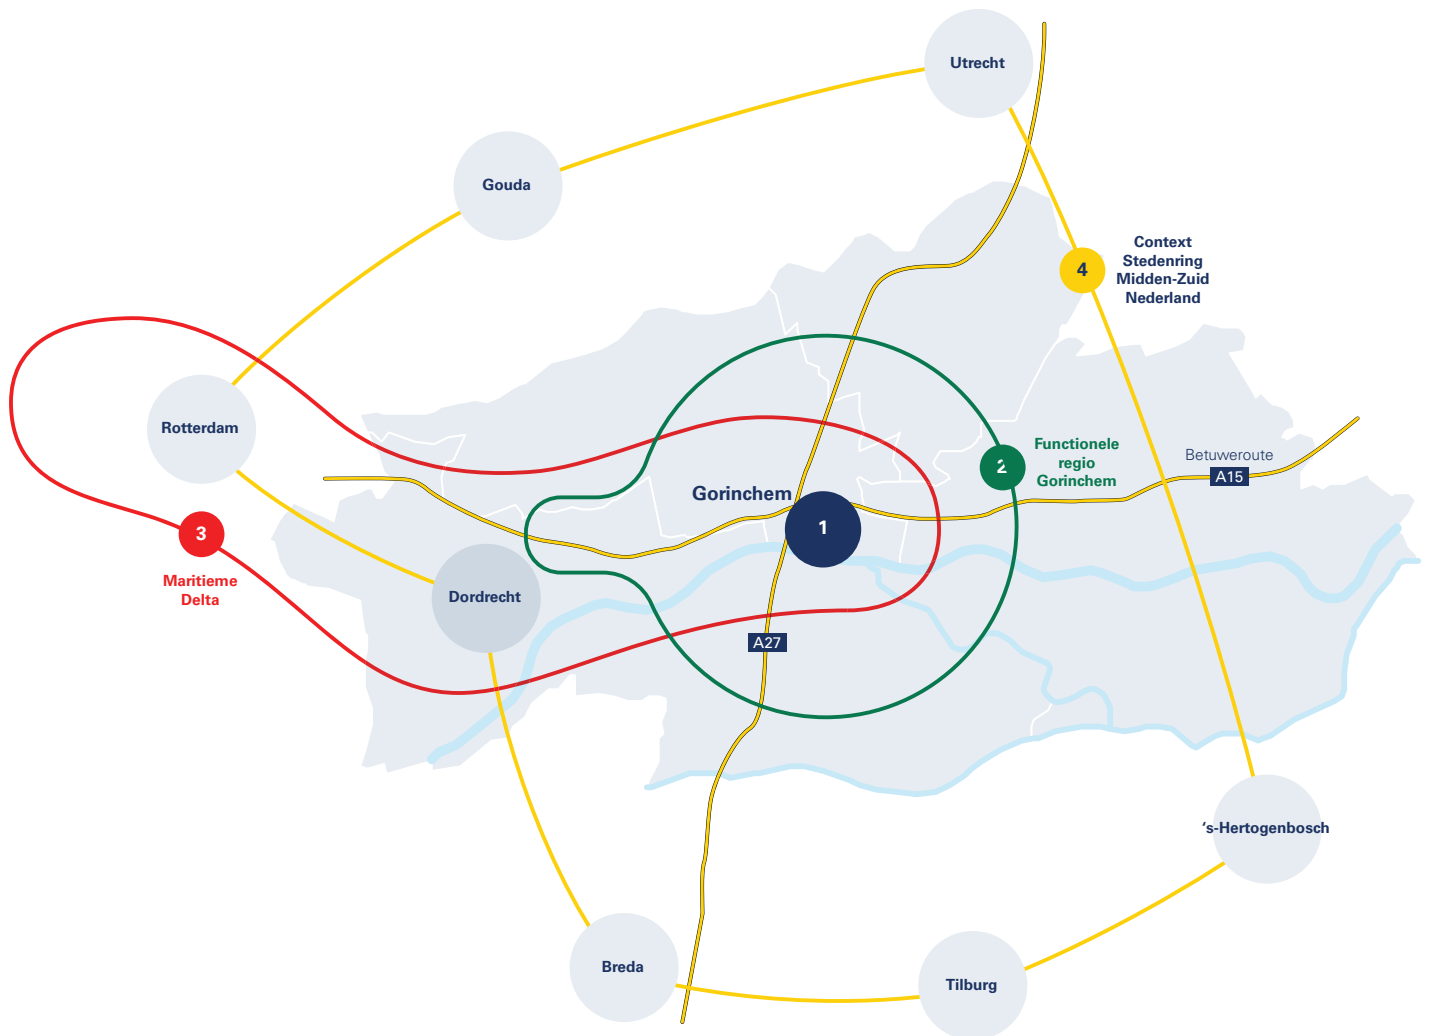 Utrecht
Gouda
4
Context
Stedenring
Midden-Zuid
Nederland
Rotterdam
2
Functionele
regio
Gorinchem
Betuweroute
A15
Gorinchem
1
3
Maritieme
Delta
Dordrecht
A27
‘s-Hertogenbosch
Breda
Tilburg